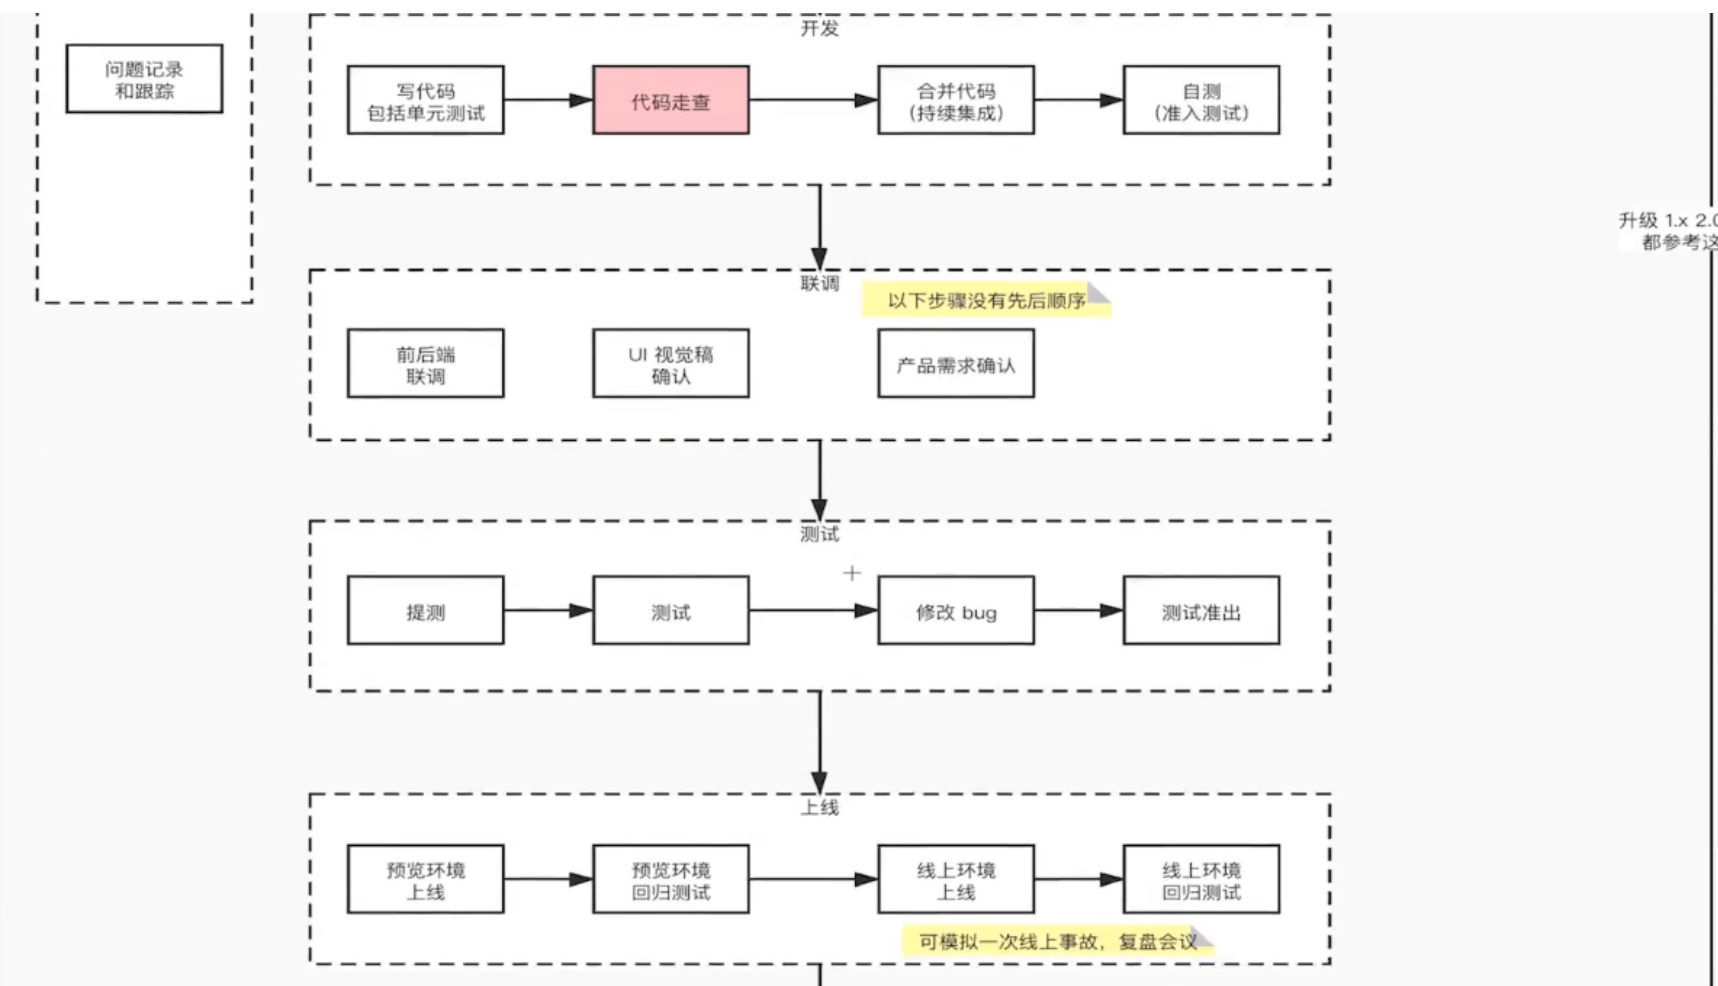 问题记录
和跟踪
开发
写代码
包括单元测试
代码走查
合并代码
(持续集成)
自测
(准入测试)
升级 1.x 2.0
都参考这
联调
以下步骤没有先后顺序
前后端
联调
UI 视觉稿
确认
产品需求确认
测试
提测
测试
修改 bug
测试准出
上线
预览环境
上线
预览环境
回归测试
线上环境
上线
线上环境
回归测试
可模拟一次线上事故，复盘会议